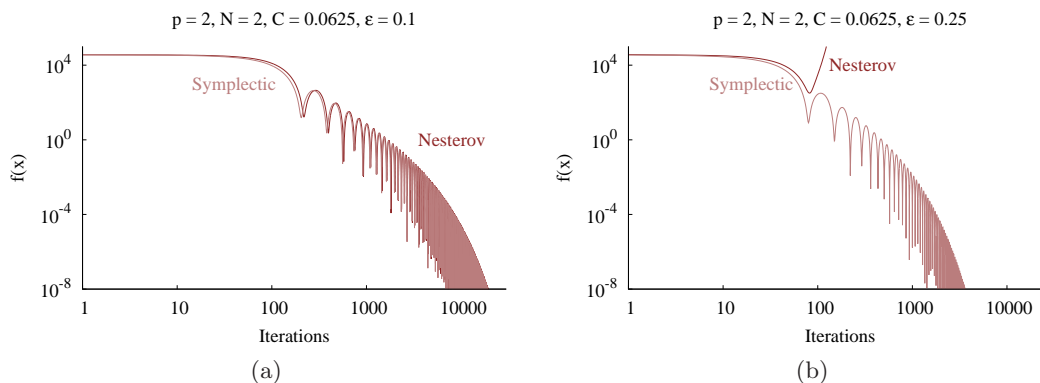 p = 2, N = 2, C = 0.0625, ε = 0.1
f(x)
10^4
10^0
10^-4
10^-8
Symplectic
Nesterov
1 10 100 1000 10000
Iterations
(a)
p = 2, N = 2, C = 0.0625, ε = 0.25
f(x)
10^4
10^0
10^-4
10^-8
Nesterov
Symplectic
1 10 100 1000 10000
Iterations
(b)